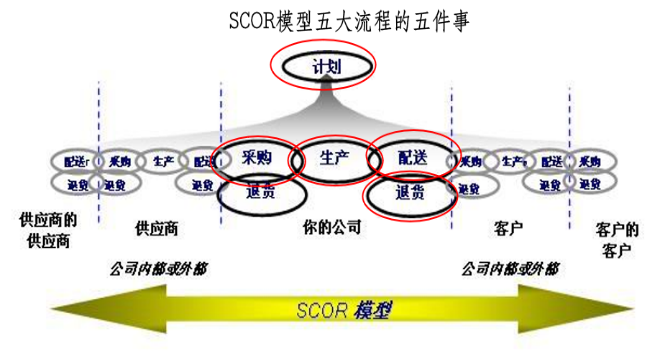 SCOR模型五大流程的五件事
计划
配送r 采购 生产 配送 采购 生产 配送 采购 生产e 配送 采购
退货 退货 退货 退货 退货 退货 退货 退货
供应商的
供应商
供应商
你的公司
客户
客户的
客户
公司内部或外部
公司内部或外部
SCOR 模型